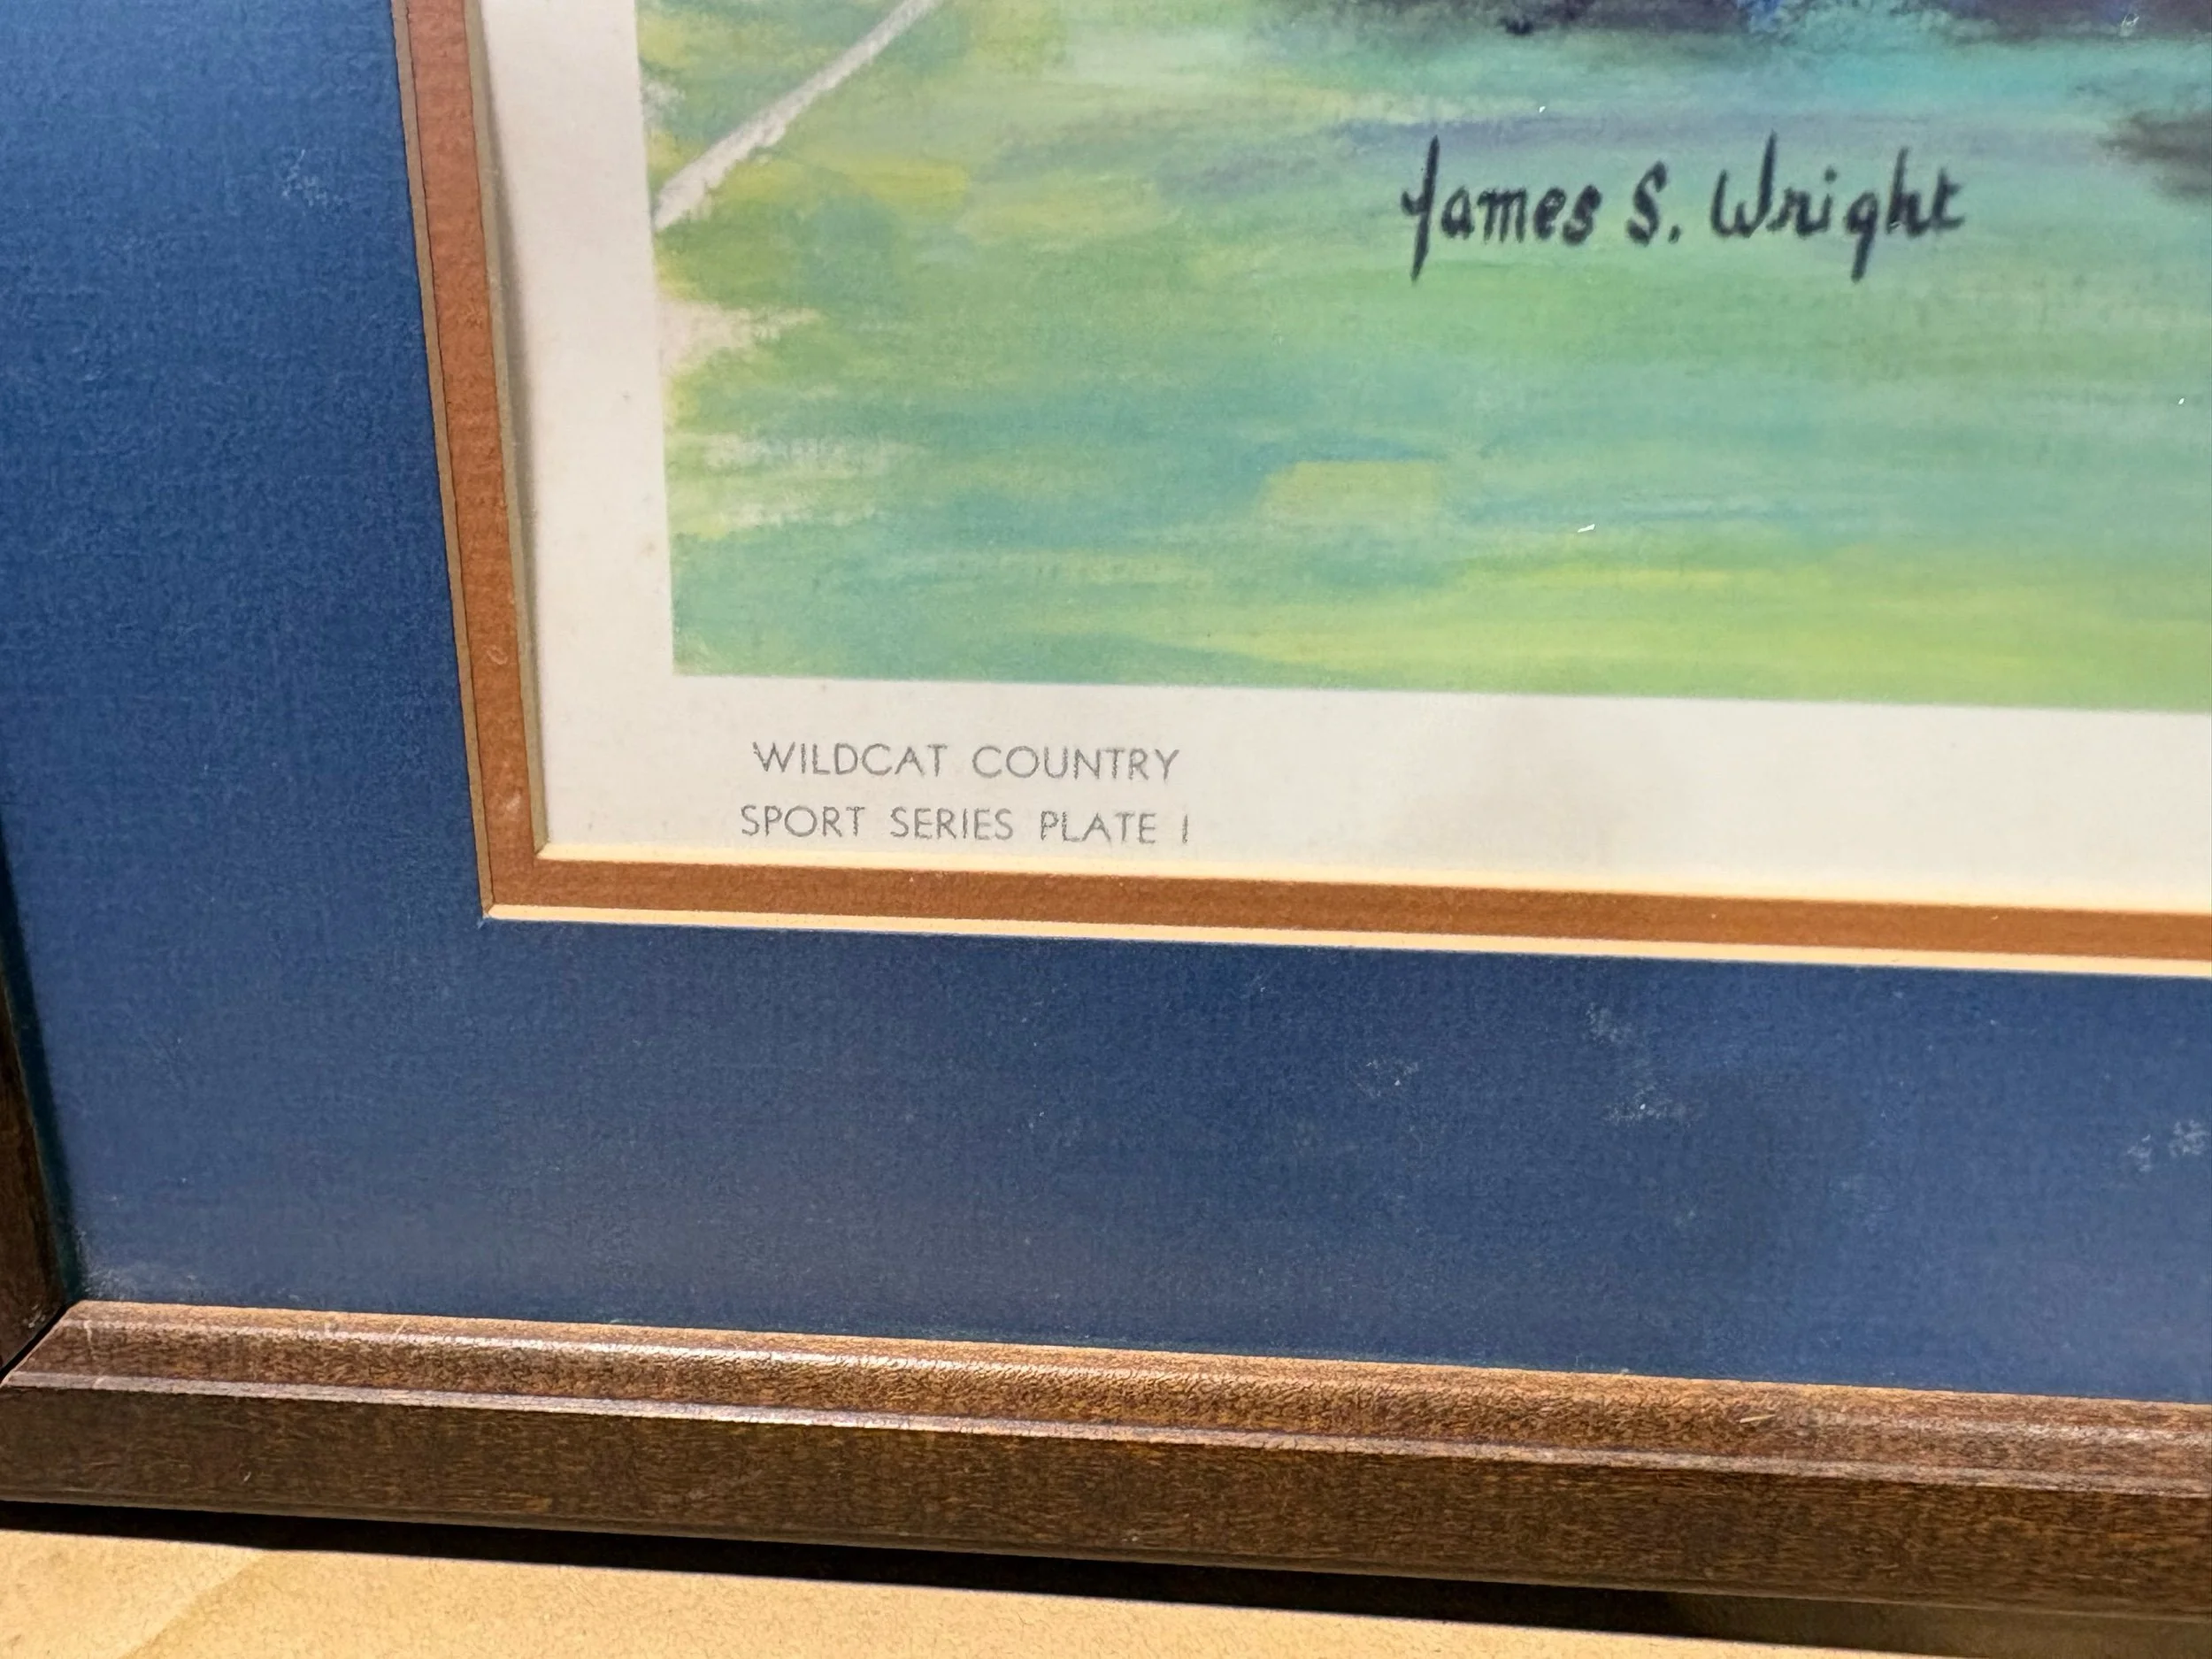 James S. Wright
WILDCAT COUNTRY
SPORT SERIES PLATE I